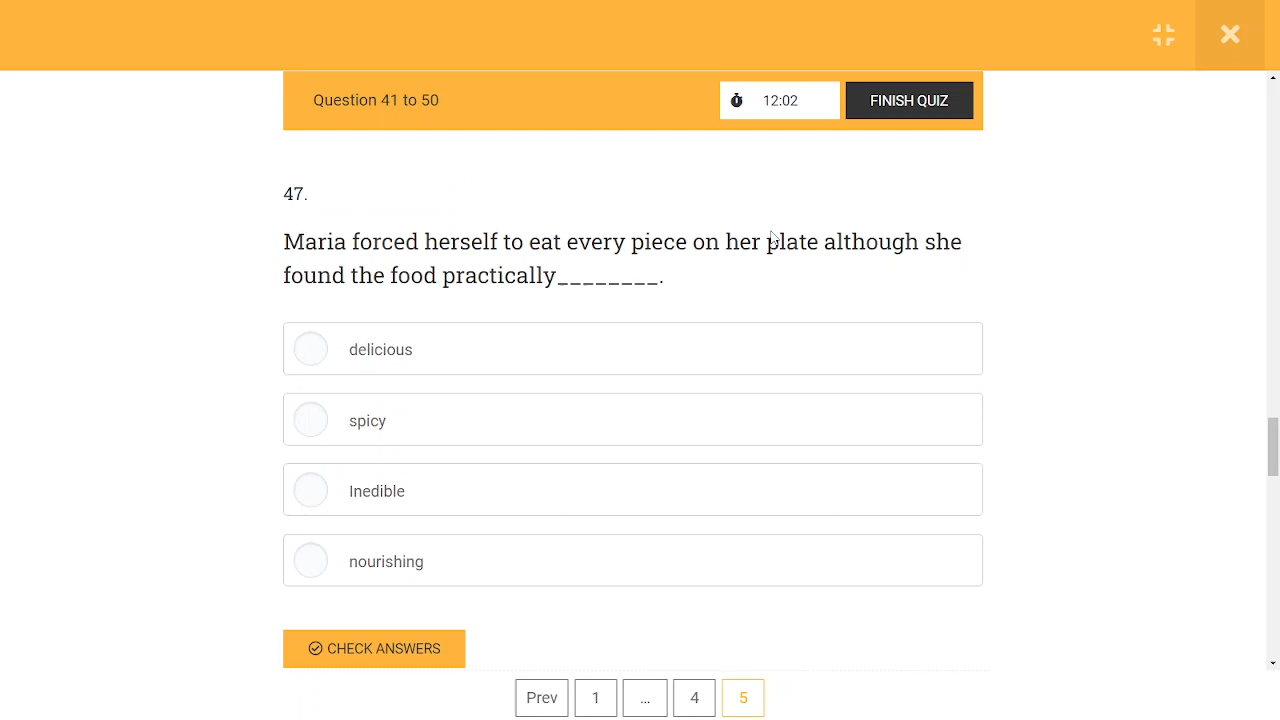 Question 41 to 50
12:02
FINISH QUIZ
47.
Maria forced herself to eat every piece on her plate although she
found the food practically________.
delicious
spicy
Inedible
nourishing
CHECK ANSWERS
Prev
1
...
4
5